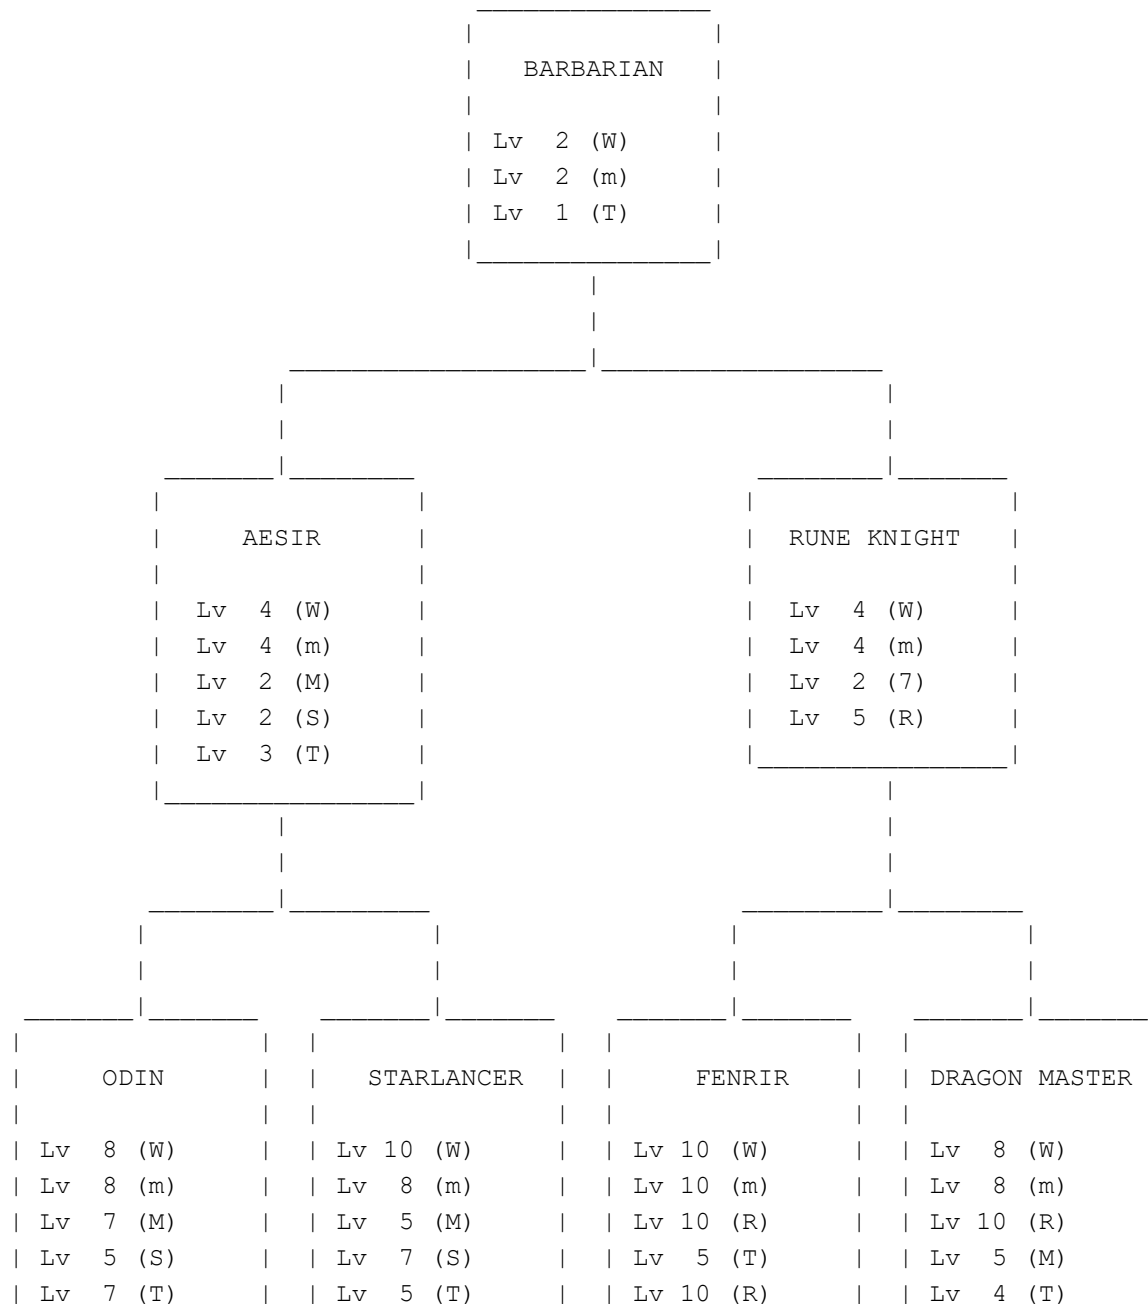 BARBARIAN
Lv 2 (W)
Lv 2 (m)
Lv 1 (T)
AESIR
Lv 4 (W)
Lv 4 (m)
Lv 2 (M)
Lv 2 (S)
Lv 3 (T)
RUNE KNIGHT
Lv 4 (W)
Lv 4 (m)
Lv 2 (7)
Lv 5 (R)
ODIN
Lv 8 (W)
Lv 8 (m)
Lv 7 (M)
Lv 5 (S)
Lv 7 (T)
STARLANCER
Lv 10 (W)
Lv 8 (m)
Lv 5 (M)
Lv 7 (S)
Lv 5 (T)
FENRIR
Lv 10 (W)
Lv 10 (m)
Lv 10 (R)
Lv 5 (T)
Lv 10 (R)
DRAGON MASTER
Lv 8 (W)
Lv 8 (m)
Lv 10 (R)
Lv 5 (M)
Lv 4 (T)